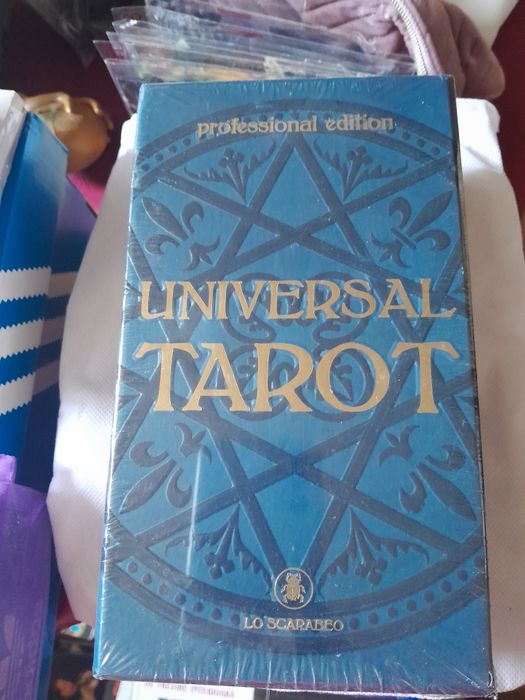 professional edition
UNIVERSAL
TAROT
LO SCARABEO